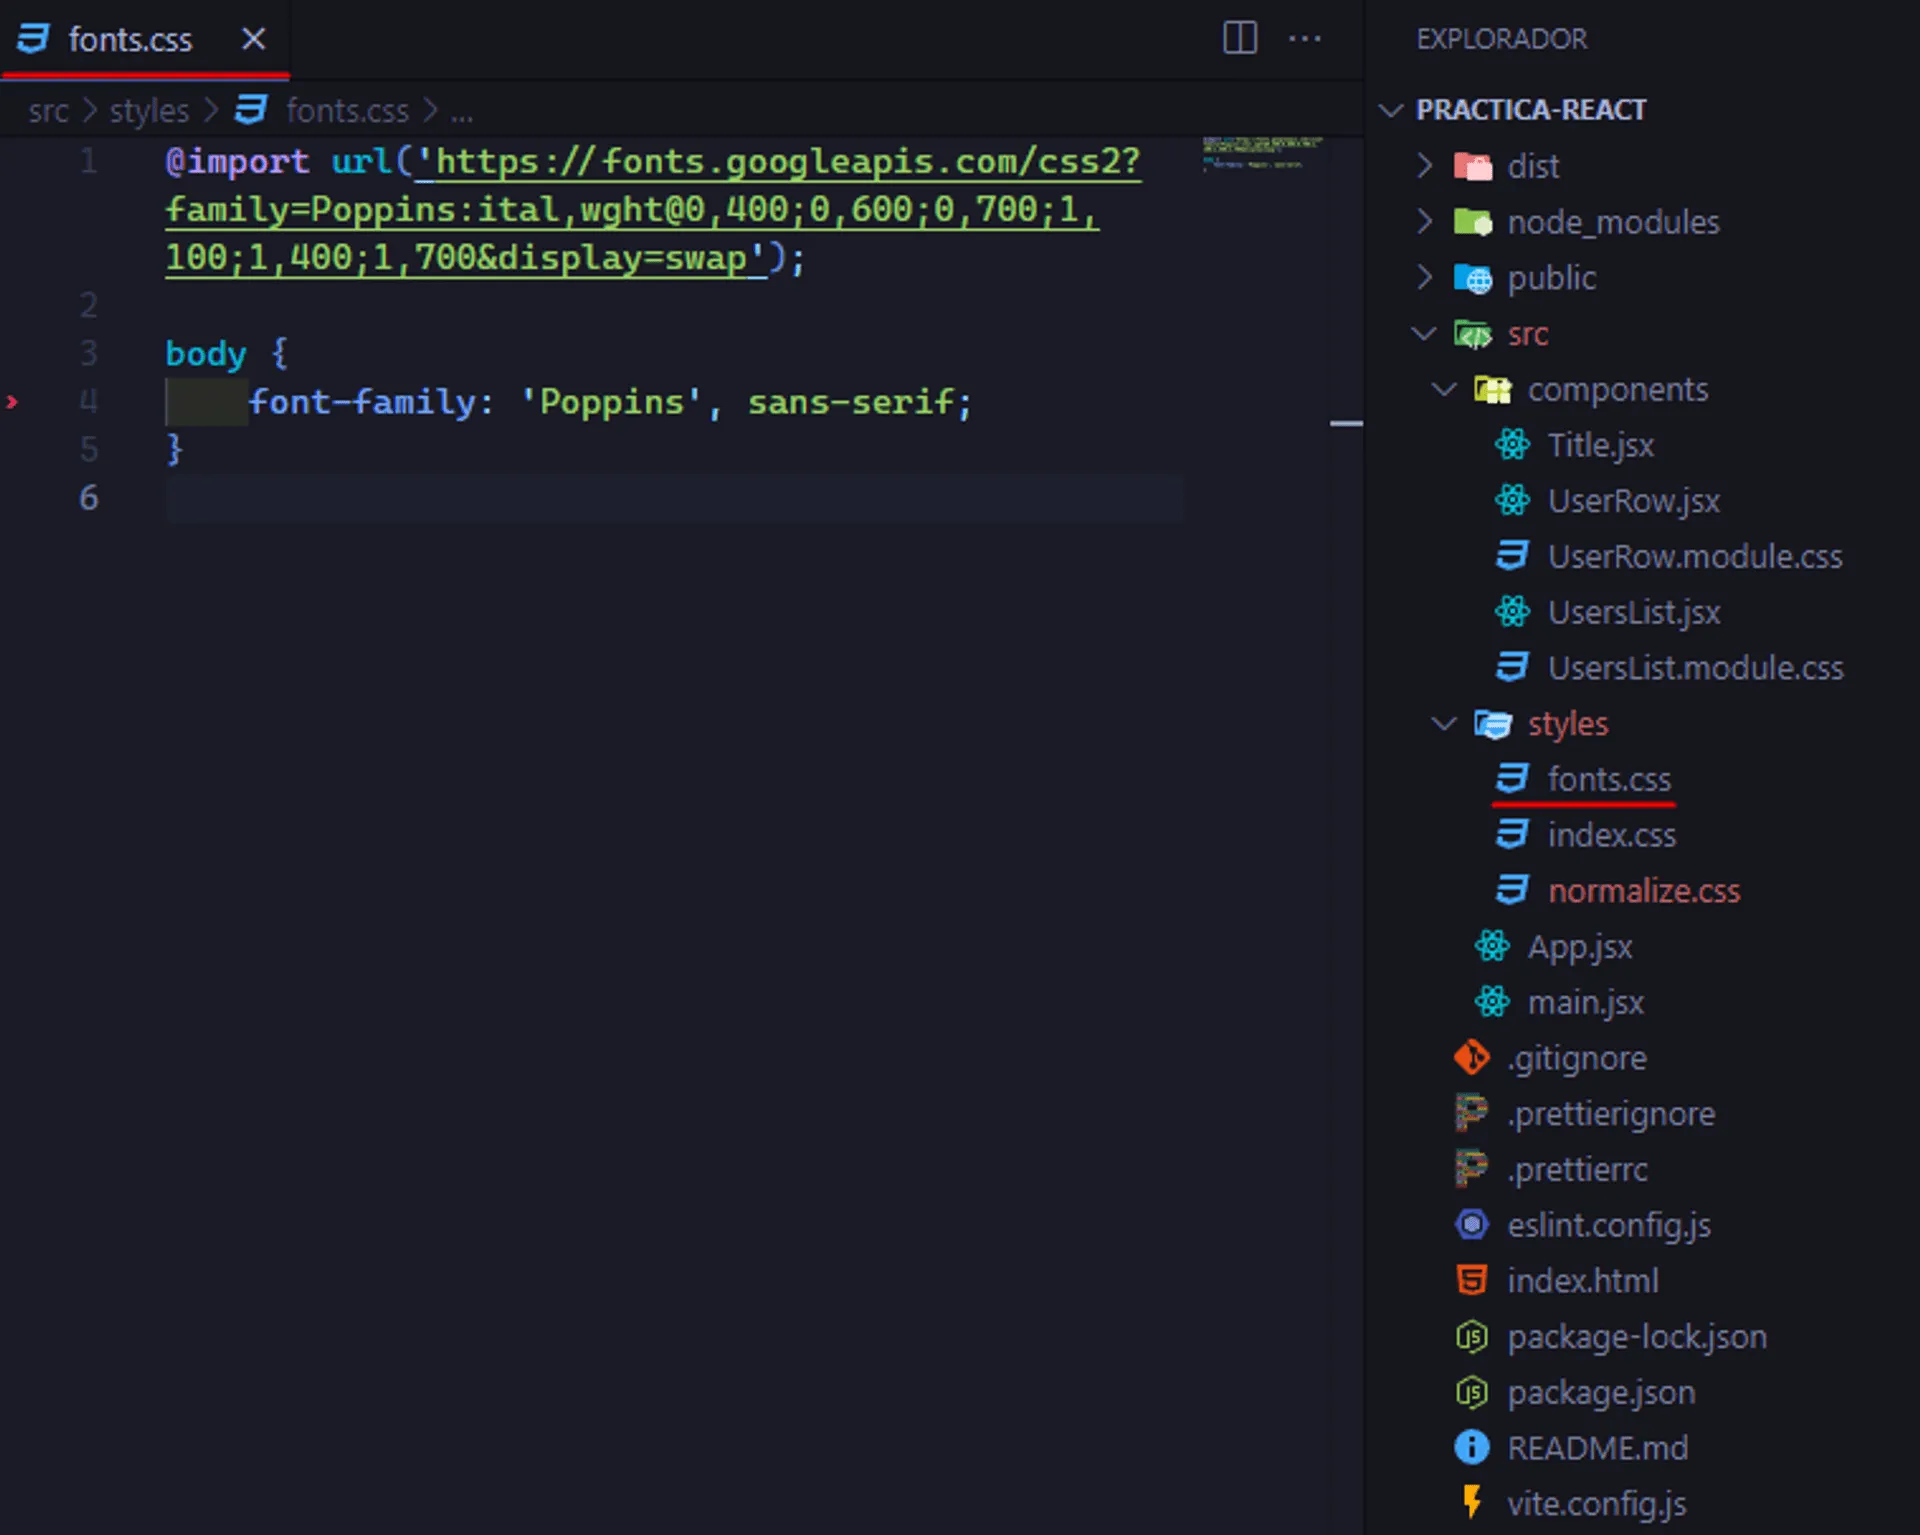 fonts.css
src > styles > fonts.css > ...
1 @import url('https://fonts.googleapis.com/css2?
family=Poppins:ital,wght@0,400;0,600;0,700;1,
100;1,400;1,700&display=swap');
2
3 body {
4 font-family: 'Poppins', sans-serif;
5 }
6
EXPLORADOR
PRACTICA-REACT
dist
node_modules
public
src
components
Title.jsx
UserRow.jsx
UserRow.module.css
UsersList.jsx
UsersList.module.css
styles
fonts.css
index.css
normalize.css
App.jsx
main.jsx
.gitignore
.prettierignore
.prettierrc
eslint.config.js
index.html
package-lock.json
package.json
README.md
vite.config.js